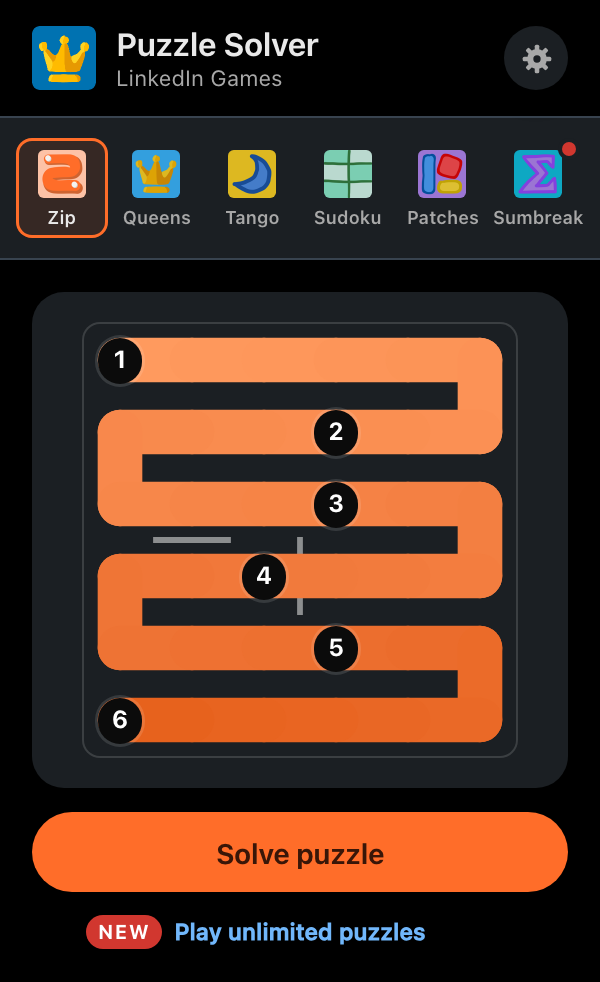 Puzzle Solver
LinkedIn Games
Zip
Queens
Tango
Sudoku
Patches
Sumbreak
1
2
3
4
5
6
Solve puzzle
NEW Play unlimited puzzles